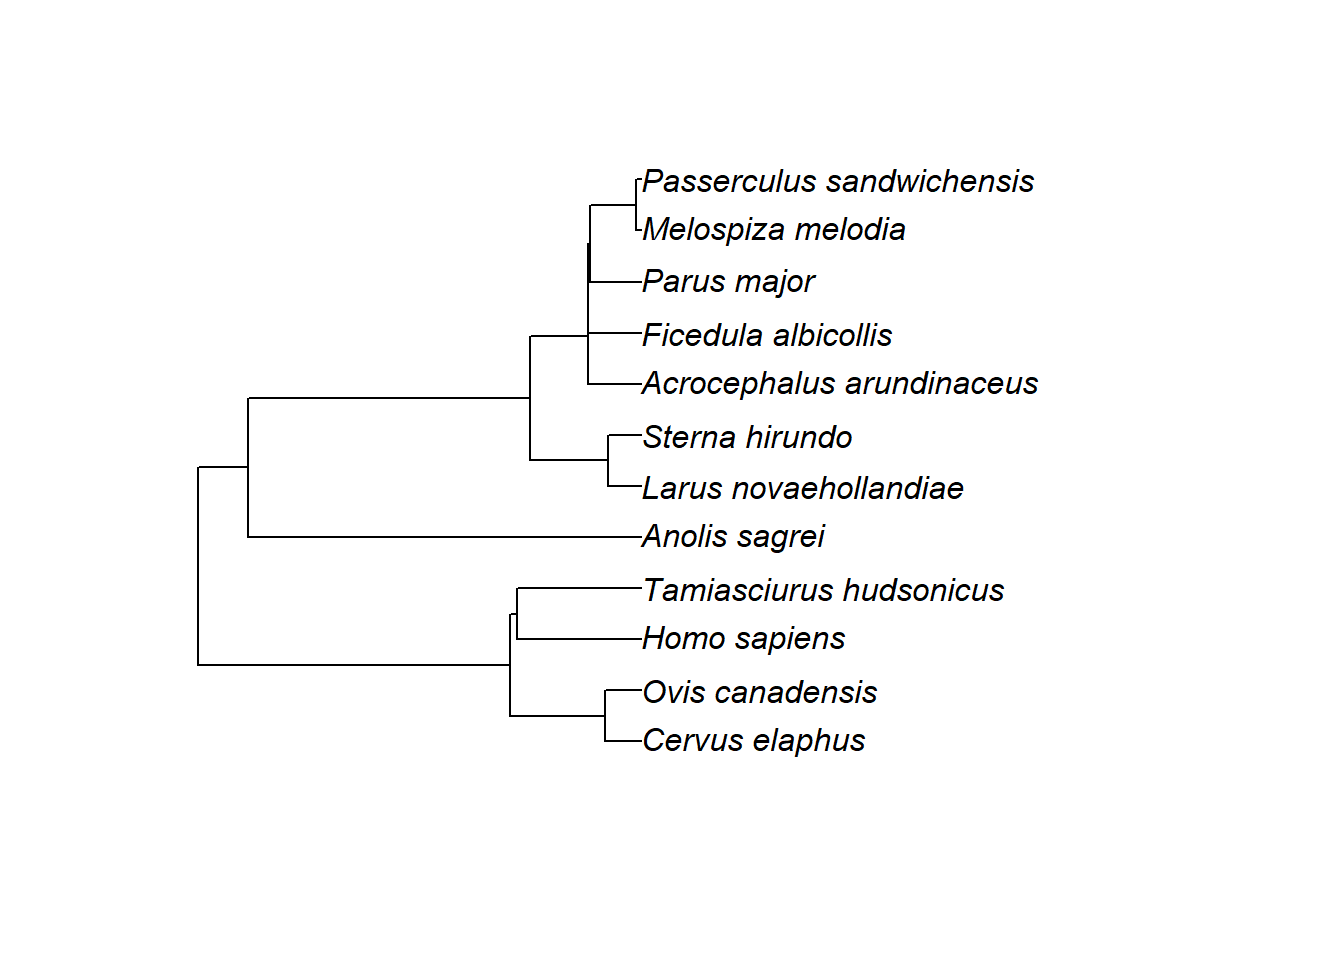 Passerculus sandwichensis
Melospiza melodia
Parus major
Ficedula albicollis
Acrocephalus arundinaceus
Sterna hirundo
Larus novaehollandiae
Anolis sagrei
Tamiasciurus hudsonicus
Homo sapiens
Ovis canadensis
Cervus elaphus